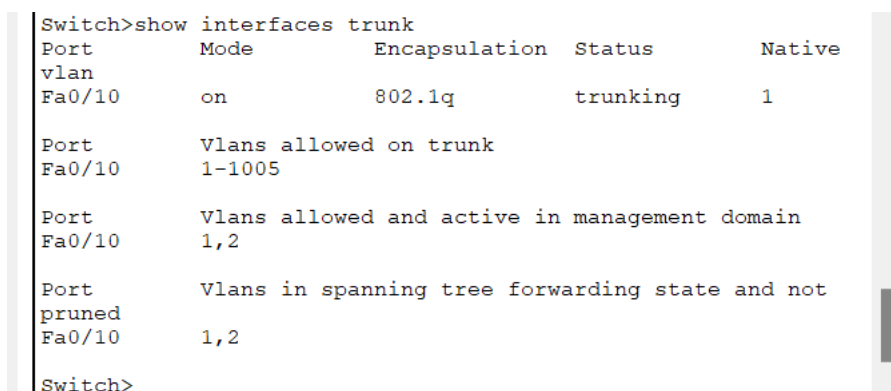 Switch>show interfaces trunk
Port Mode Encapsulation Status Native
vlan
Fa0/10 on 802.1q trunking 1
Port Vlans allowed on trunk
Fa0/10 1-1005
Port Vlans allowed and active in management domain
Fa0/10 1,2
Port Vlans in spanning tree forwarding state and not
pruned
Fa0/10 1,2
Switch>